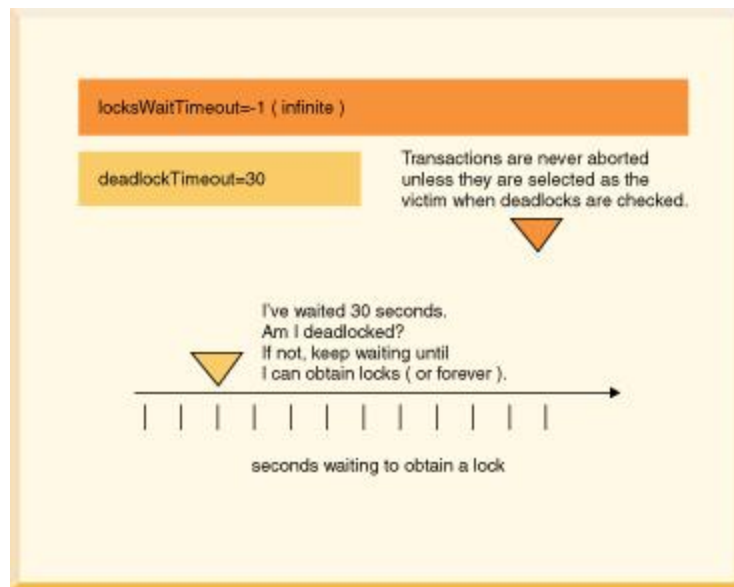 locksWaitTimeout=-1 ( infinite )
deadlockTimeout=30
Transactions are never aborted
unless they are selected as the
victim when deadlocks are checked.
I've waited 30 seconds.
Am I deadlocked?
If not, keep waiting until
I can obtain locks ( or forever ).
seconds waiting to obtain a lock